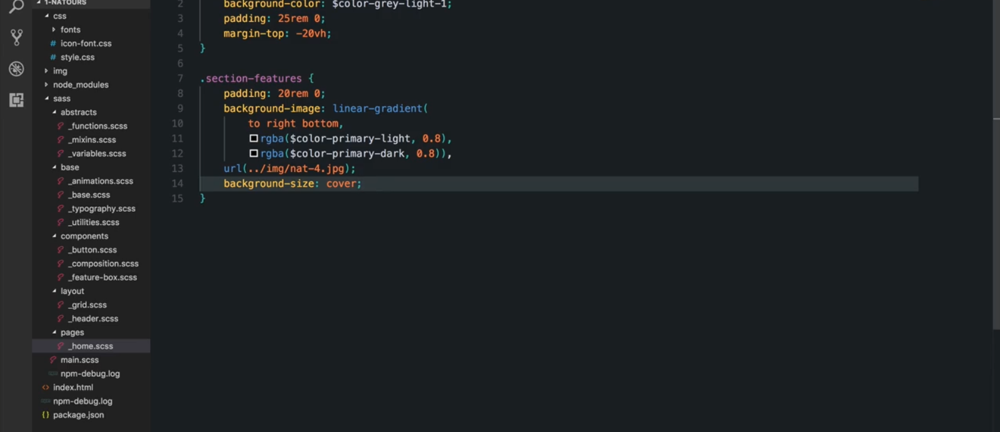 1-NATOURS
css
fonts
icon-font.css
style.css
img
node_modules
sass
abstracts
_functions.scss
_mixins.scss
_variables.scss
base
_animations.scss
_base.scss
_typography.scss
_utilities.scss
components
_button.scss
_composition.scss
_feature-box.scss
layout
_grid.scss
_header.scss
pages
_home.scss
main.scss
npm-debug.log
index.html
npm-debug.log
package.json
2 background-color: $color-grey-light-1;
3 padding: 25rem 0;
4 margin-top: -20vh;
5 }
6
7 .section-features {
8 padding: 20rem 0;
9 background-image: linear-gradient(
10 to right bottom,
11 rgba($color-primary-light, 0.8),
12 rgba($color-primary-dark, 0.8)),
13 url(../img/nat-4.jpg);
14 background-size: cover;
15 }